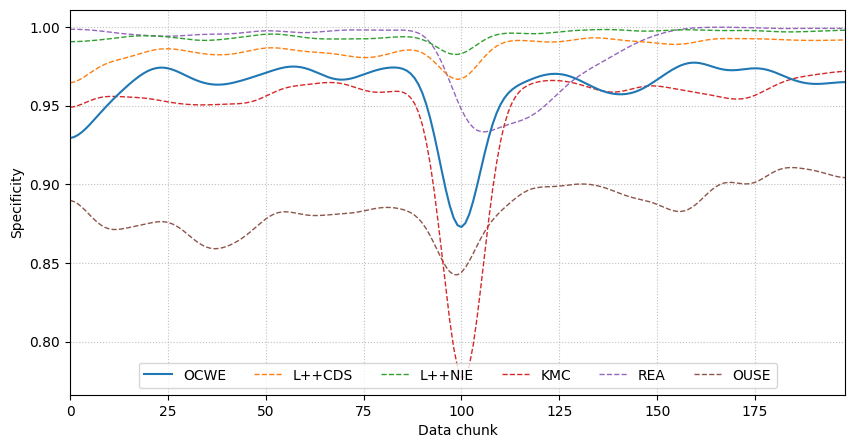 1.00
0.95
0.90
0.85
0.80
Specificity
OCWE L++CDS L++NIE KMC REA OUSE
0 25 50 75 100 125 150 175
Data chunk